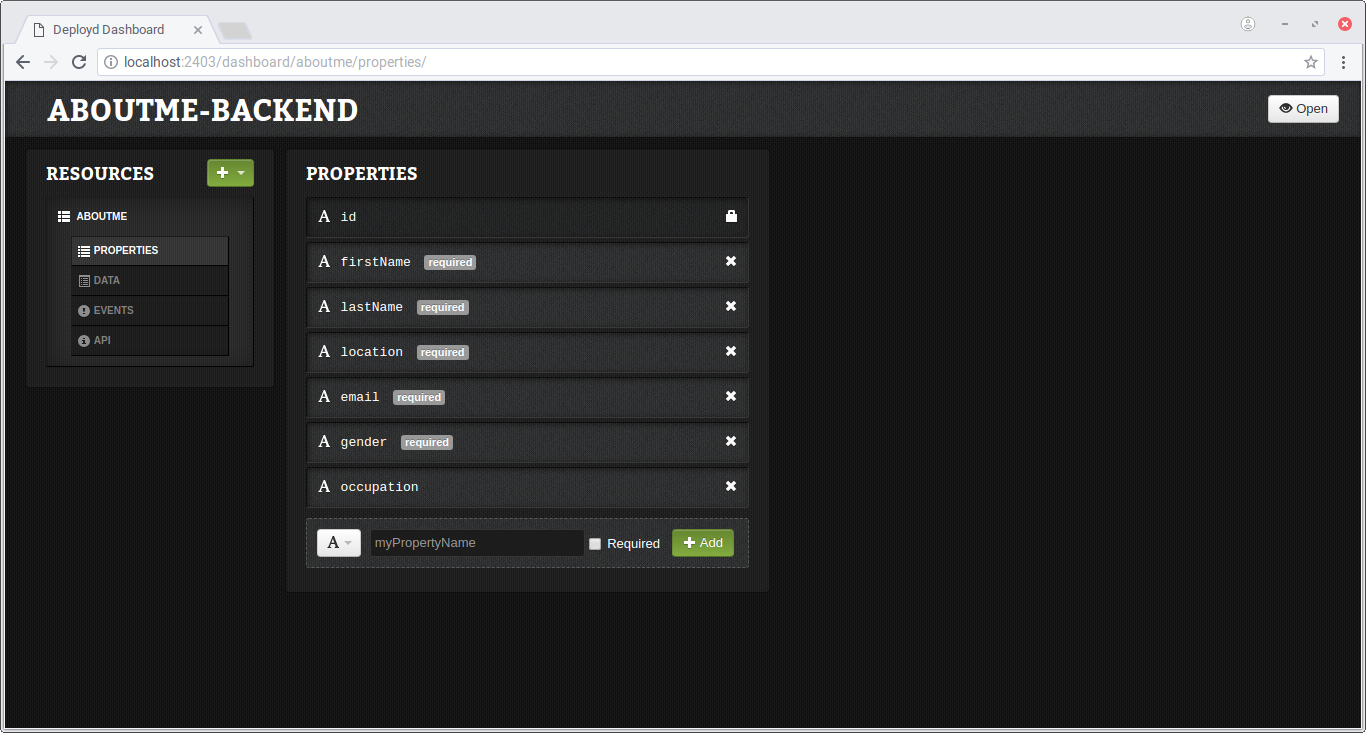 Deployd Dashboard
localhost:2403/dashboard/aboutme/properties/
ABOUTME-BACKEND
Open
RESOURCES
ABOUTME
PROPERTIES
DATA
EVENTS
API
PROPERTIES
A id
A firstName required
A lastName required
A location required
A email required
A gender required
A occupation
A myPropertyName Required Add